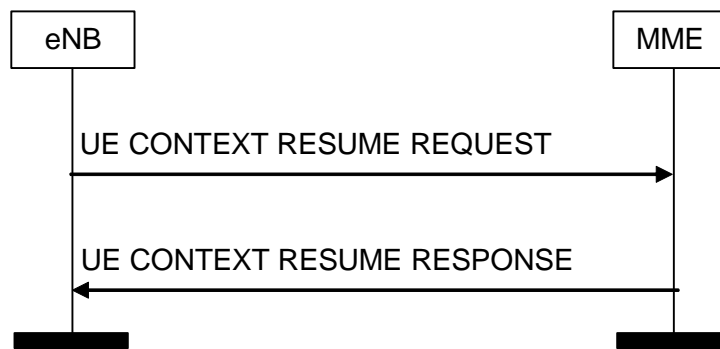 eNB
MME
UE CONTEXT RESUME REQUEST
UE CONTEXT RESUME RESPONSE